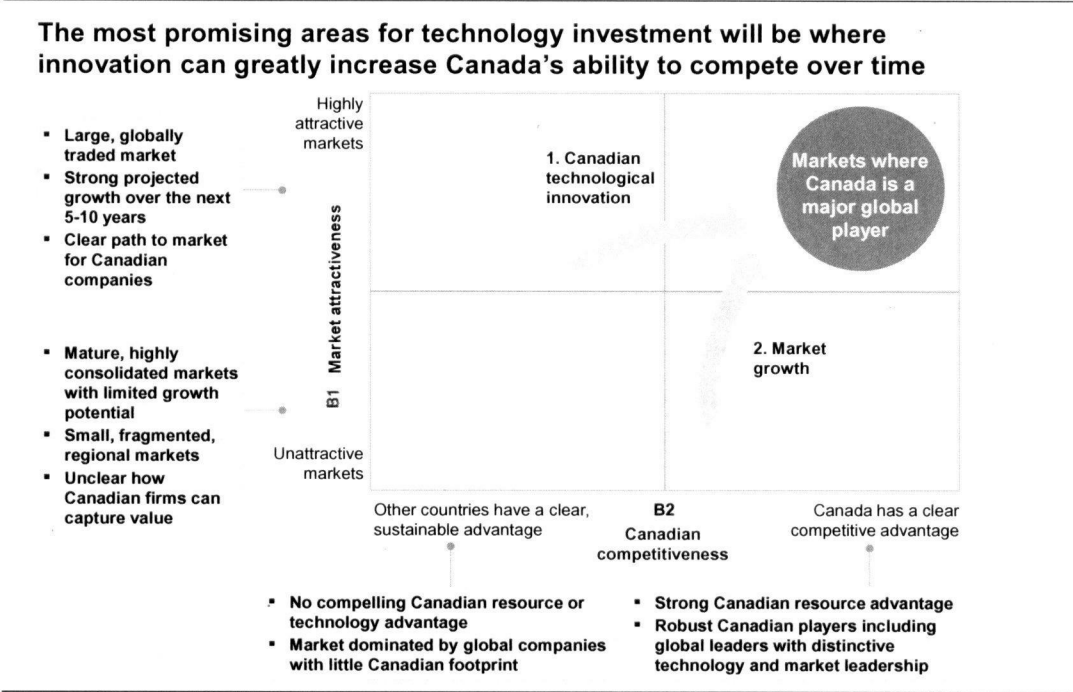 The most promising areas for technology investment will be where
innovation can greatly increase Canada's ability to compete over time
Highly
attractive
markets
▪ Large, globally
traded market
▪ Strong projected
growth over the next
5-10 years
▪ Clear path to market
for Canadian
companies
▪ Mature, highly
consolidated markets
with limited growth
potential
▪ Small, fragmented,
regional markets
▪ Unclear how
Canadian firms can
capture value
B1 Market attractiveness
Unattractive
markets
1. Canadian
technological
innovation
Markets where
Canada is a
major global
player
2. Market
growth
Other countries have a clear,
sustainable advantage
B2
Canadian
competitiveness
Canada has a clear
competitive advantage
▪ No compelling Canadian resource or
technology advantage
▪ Market dominated by global companies
with little Canadian footprint
▪ Strong Canadian resource advantage
▪ Robust Canadian players including
global leaders with distinctive
technology and market leadership